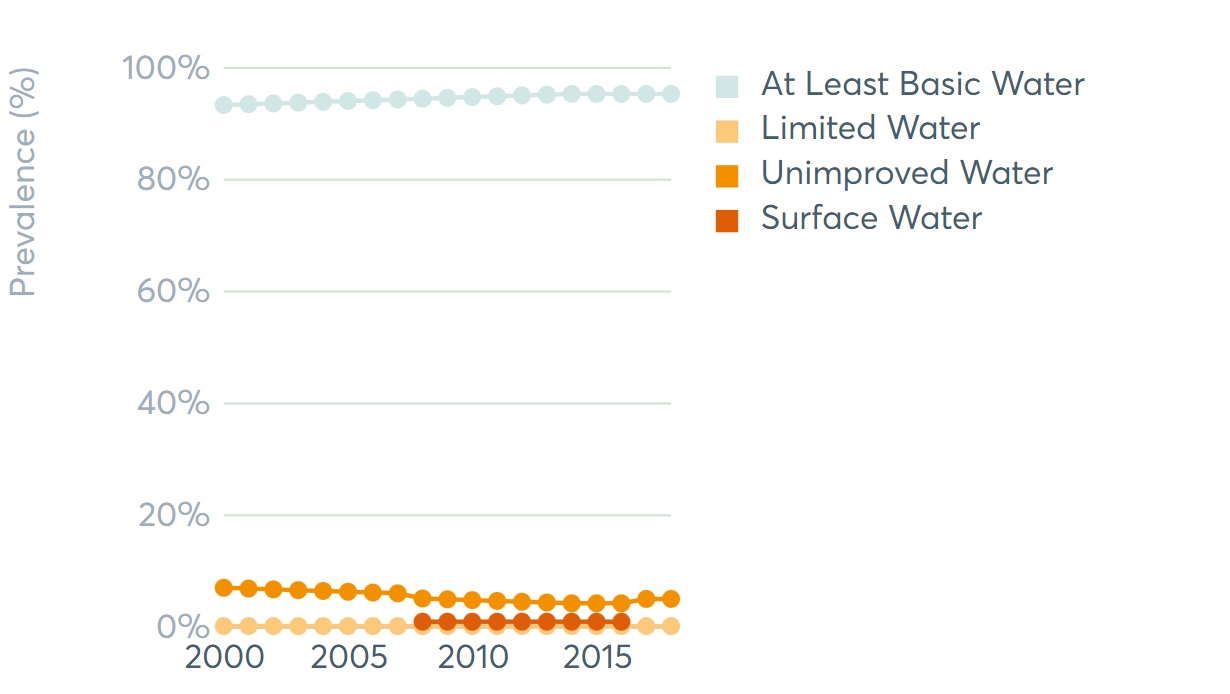 Prevalence (%)
100%
80%
60%
40%
20%
0%
2000 2005 2010 2015
At Least Basic Water
Limited Water
Unimproved Water
Surface Water